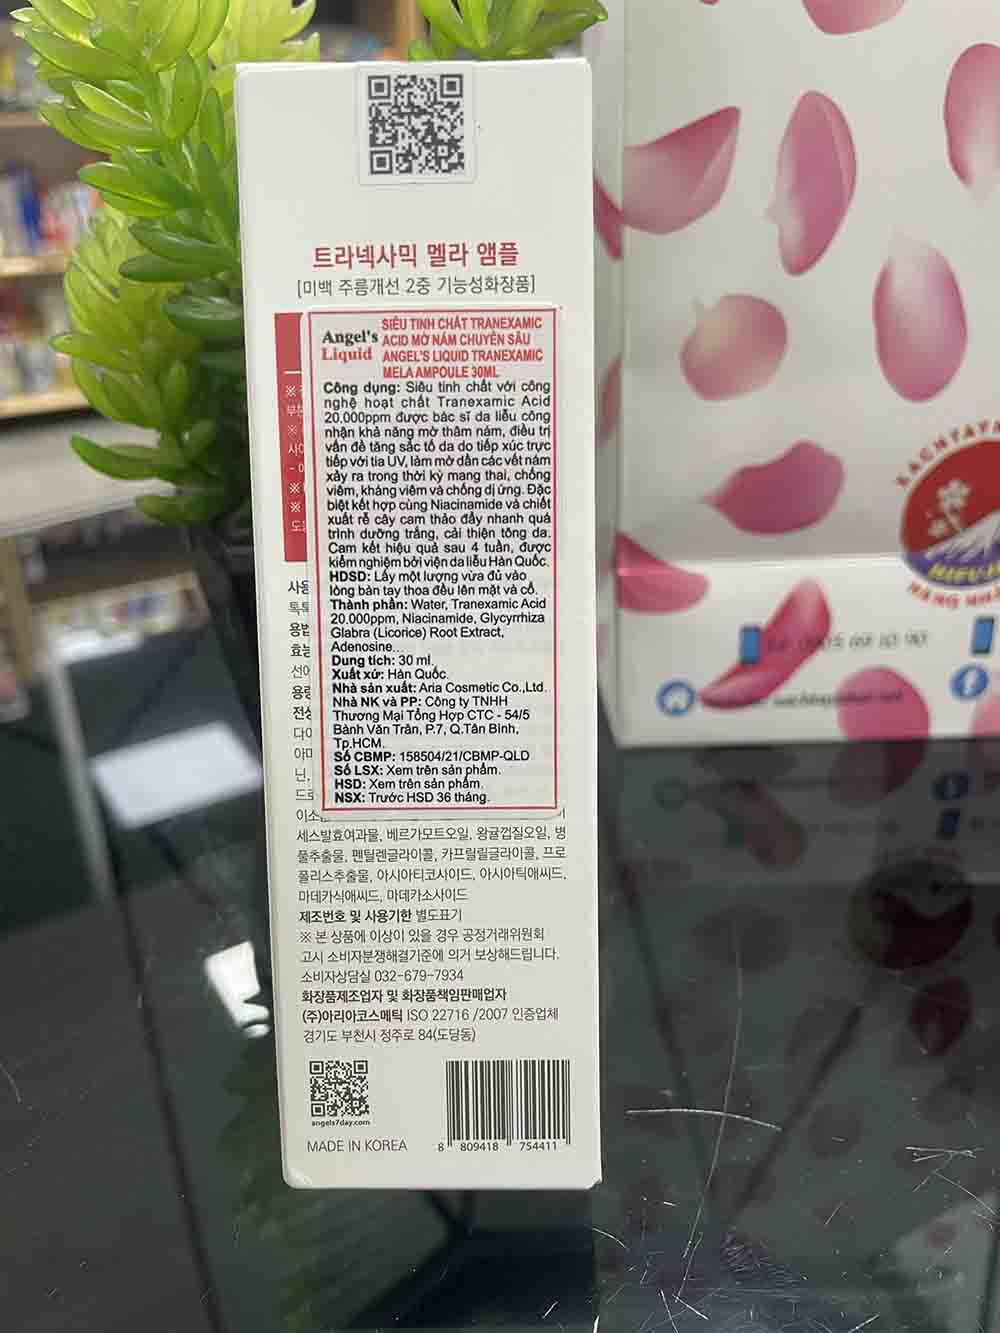 트라넥사믹 멜라 앰플
[미백 주름개선 2중 기능성화장품]
Angel's
Liquid
SIÊU TINH CHẤT TRANEXAMIC
ACID MỜ NÁM CHUYÊN SÂU
ANGEL'S LIQUID TRANEXAMIC
MELA AMPOULE 30ML
Công dụng: Siêu tinh chất với công
nghệ hoạt chất Tranexamic Acid
20.000ppm được bác sĩ da liễu công
nhận khả năng mờ thâm nám, điều trị
vấn đề tăng sắc tố da do tiếp xúc trực
tiếp với tia UV, làm mờ dần các vết nám
xảy ra trong thời kỳ mang thai, chống
viêm, kháng viêm và chống dị ứng. Đặc
biệt kết hợp cùng Niacinamide và chiết
xuất rễ cây cam thảo đẩy nhanh quá
trình dưỡng trắng, cải thiện tông da.
Cam kết hiệu quả sau 4 tuần, được
kiểm nghiệm bởi viện da liễu Hàn Quốc.
HDSD: Lấy một lượng vừa đủ vào
lòng bàn tay thoa đều lên mặt và cổ.
Thành phần: Water, Tranexamic Acid
20.000ppm, Niacinamide, Glycyrrhiza
Glabra (Licorice) Root Extract,
Adenosine...
Dung tích: 30 ml.
Xuất xứ: Hàn Quốc.
Nhà sản xuất: Aria Cosmetic Co.,Ltd.
Nhà NK và PP: Công ty TNHH
Thương Mại Tổng Hợp CTC - 54/5
Bành Văn Trân, P.7, Q.Tân Bình,
Tp.HCM.
Số CBMP: 158504/21/CBMP-QLD
Số LSX: Xem trên sản phẩm.
HSD: Xem trên sản phẩm.
NSX: Trước HSD 36 tháng.
세스발효여과물, 베르가모트오일, 왕귤껍질오일, 병
풀추출물, 펜틸렌글라이콜, 카프릴릴글라이콜, 프로
폴리스추출물, 아시아티코사이드, 아시아틱애씨드,
마데카식애씨드, 마데카소사이드
제조번호 및 사용기한 별도표기
※ 본 상품에 이상이 있을 경우 공정거래위원회
고시 소비자분쟁해결기준에 의거 보상해드립니다.
소비자상담실 032-679-7934
화장품제조업자 및 화장품책임판매업자
(주)아리아코스메틱 ISO 22716 /2007 인증업체
경기도 부천시 정주로 84(도당동)
angels7day.com
MADE IN KOREA
8 809418 754411